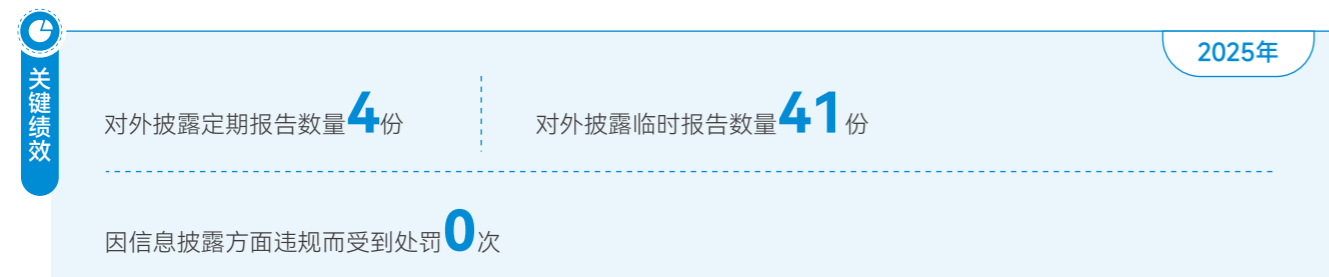 2025年
关键绩效
对外披露定期报告数量4份
对外披露临时报告数量41份
因信息披露方面违规而受到处罚0次